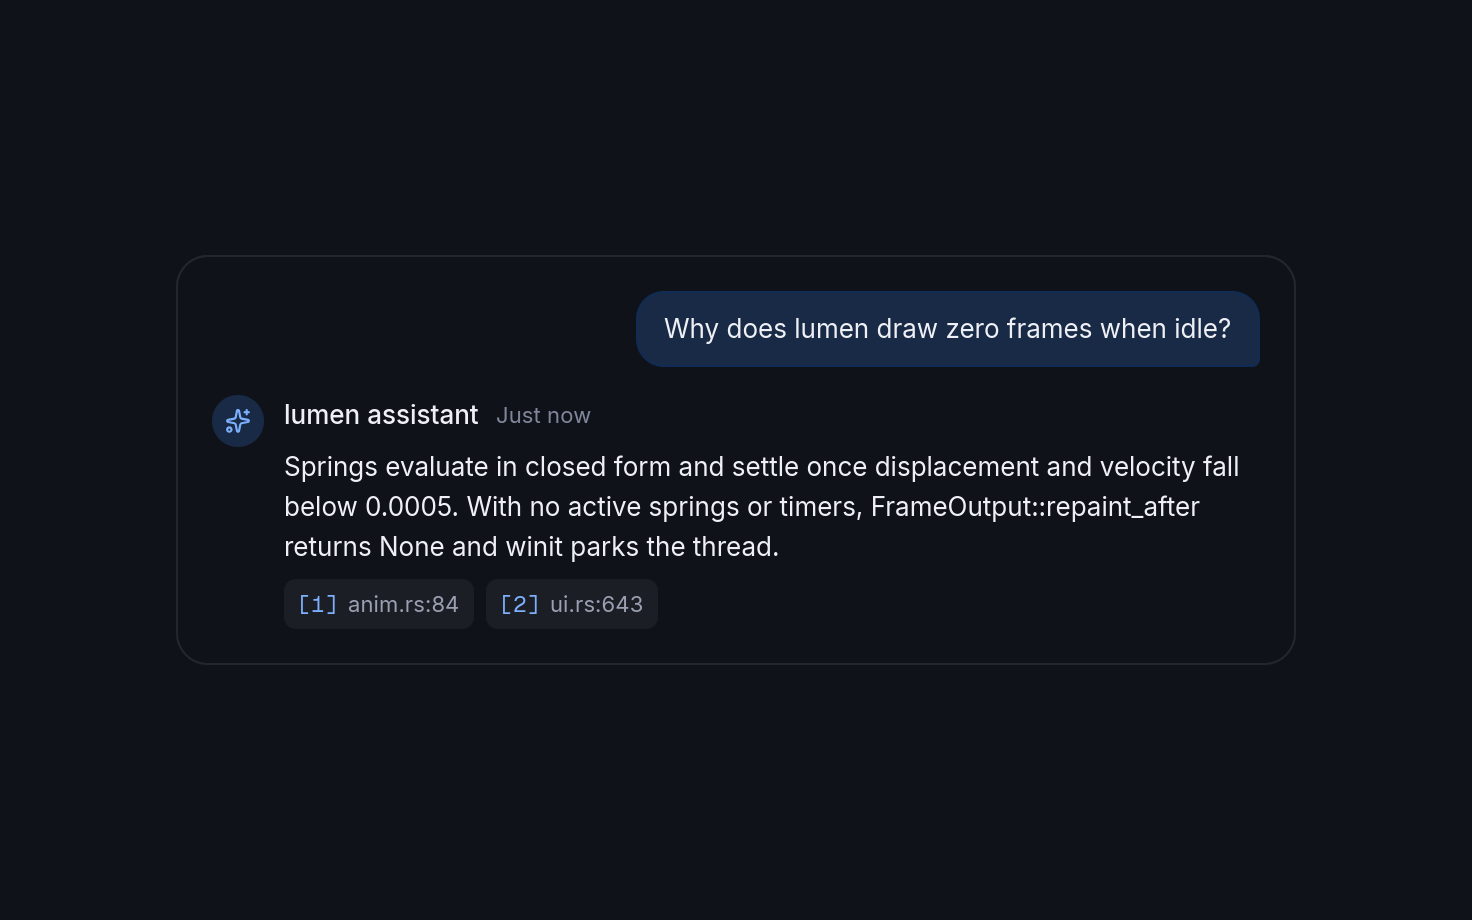 Why does lumen draw zero frames when idle?
lumen assistant Just now
Springs evaluate in closed form and settle once displacement and velocity fall
below 0.0005. With no active springs or timers, FrameOutput::repaint_after
returns None and winit parks the thread.
[1] anim.rs:84 [2] ui.rs:643